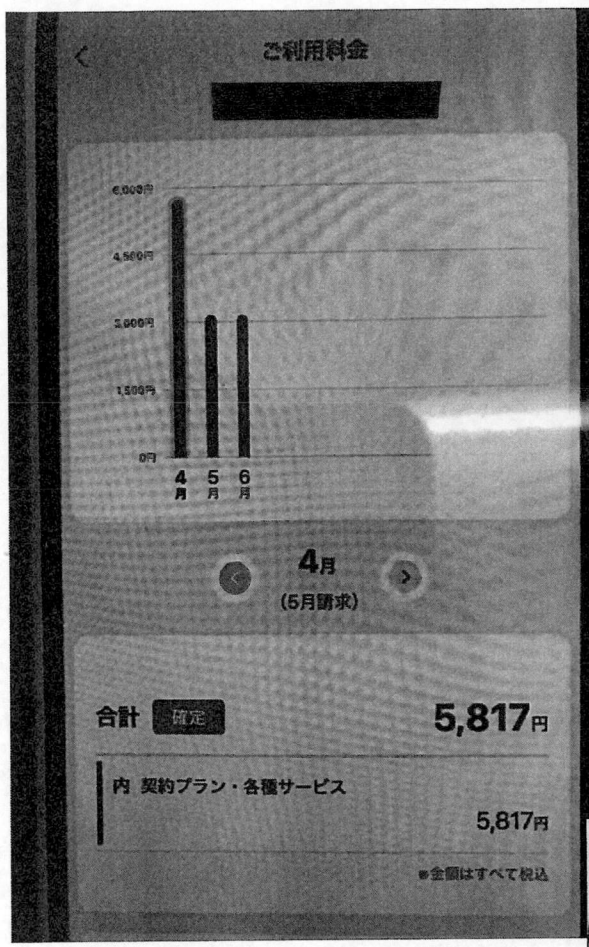 ご利用料金
6,000円
4,500円
3,000円
1,500円
0円
4月
5月
6月
4月
(5月請求)
合計 確定 5,817円
内 契約プラン・各種サービス
5,817円
※金額はすべて税込